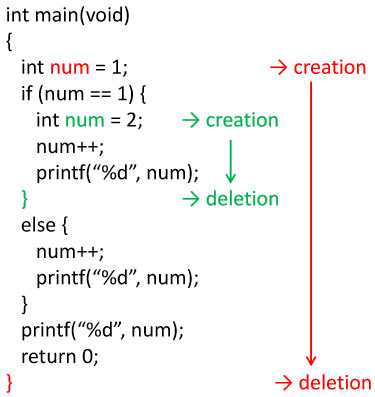 int main(void)
{
int num = 1; → creation
if (num == 1) {
int num = 2; → creation
num++;
printf(“%d”, num);
} → deletion
else {
num++;
printf(“%d”, num);
}
printf(“%d”, num);
return 0;
} → deletion